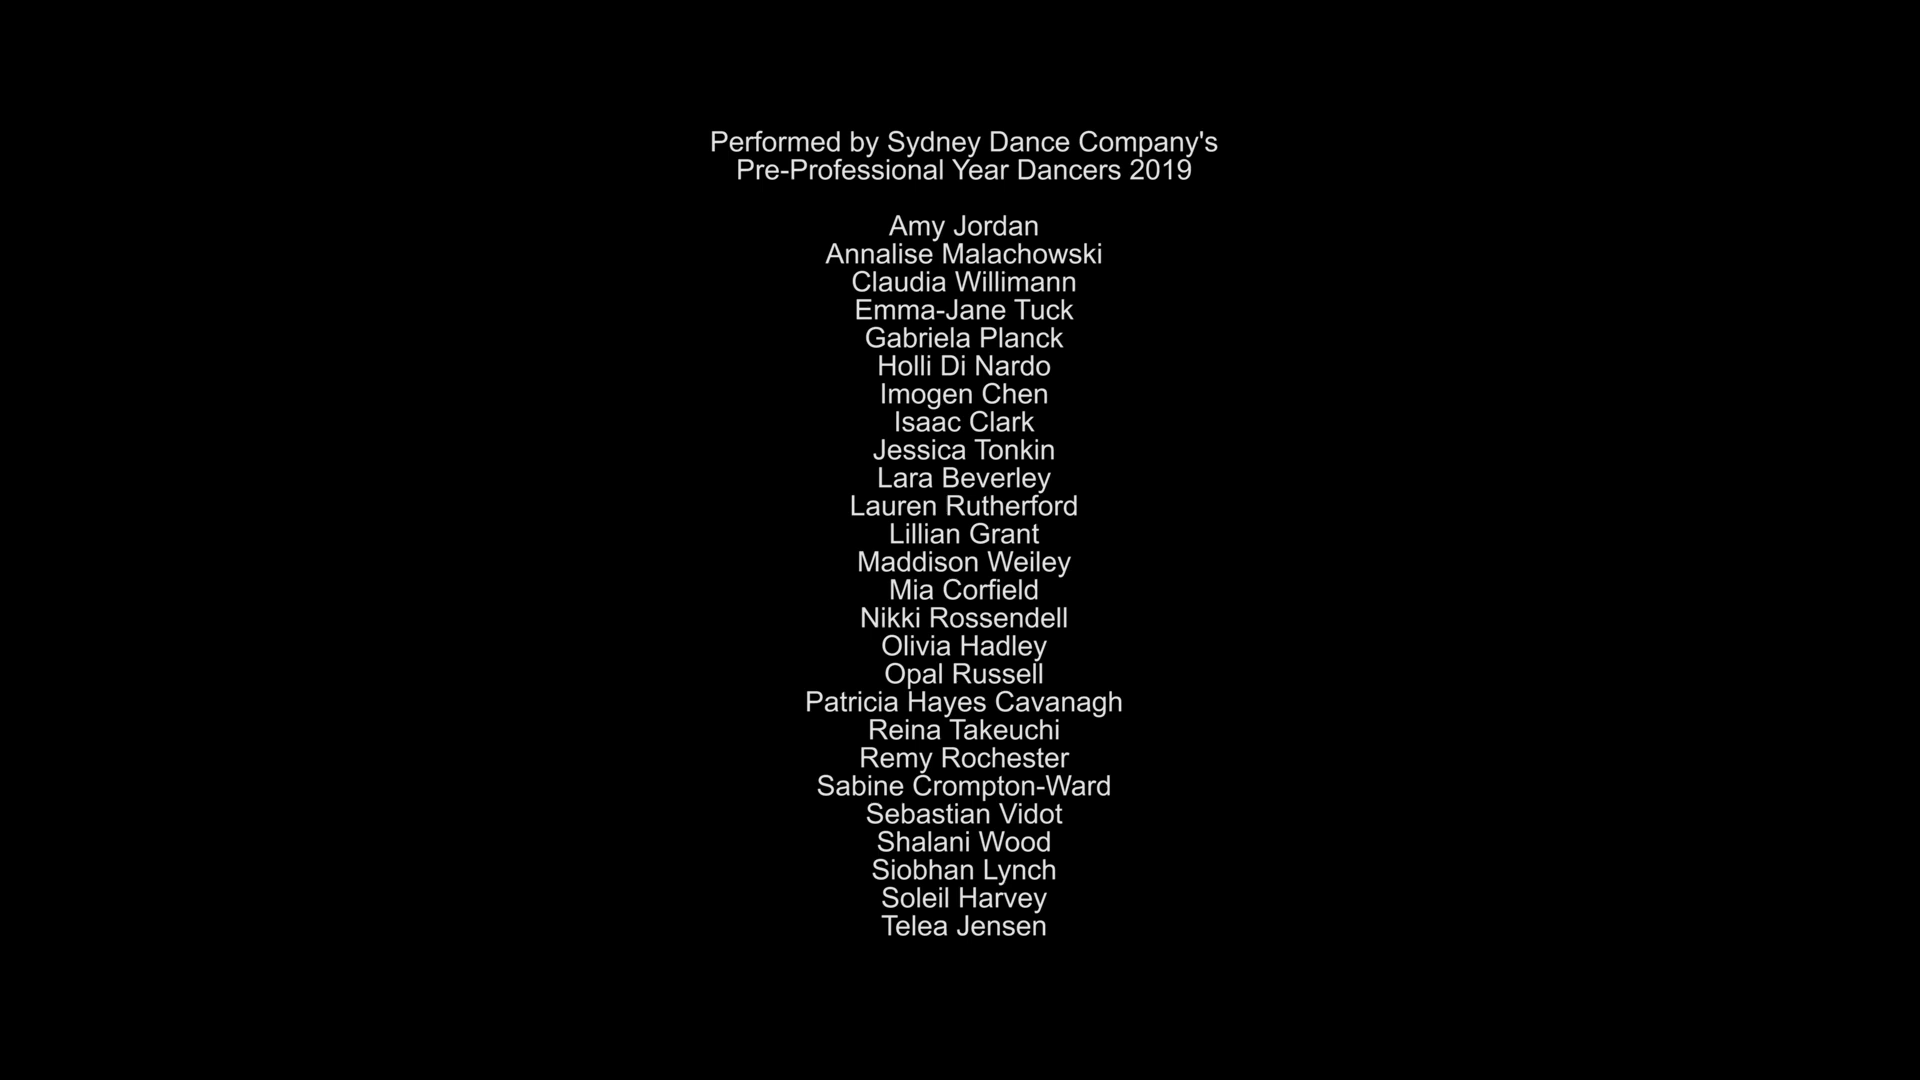 Performed by Sydney Dance Company's
Pre-Professional Year Dancers 2019
Amy Jordan
Annalise Malachowski
Claudia Willimann
Emma-Jane Tuck
Gabriela Planck
Holli Di Nardo
Imogen Chen
Isaac Clark
Jessica Tonkin
Lara Beverley
Lauren Rutherford
Lillian Grant
Maddison Weiley
Mia Corfield
Nikki Rossendell
Olivia Hadley
Opal Russell
Patricia Hayes Cavanagh
Reina Takeuchi
Remy Rochester
Sabine Crompton-Ward
Sebastian Vidot
Shalani Wood
Siobhan Lynch
Soleil Harvey
Telea Jensen